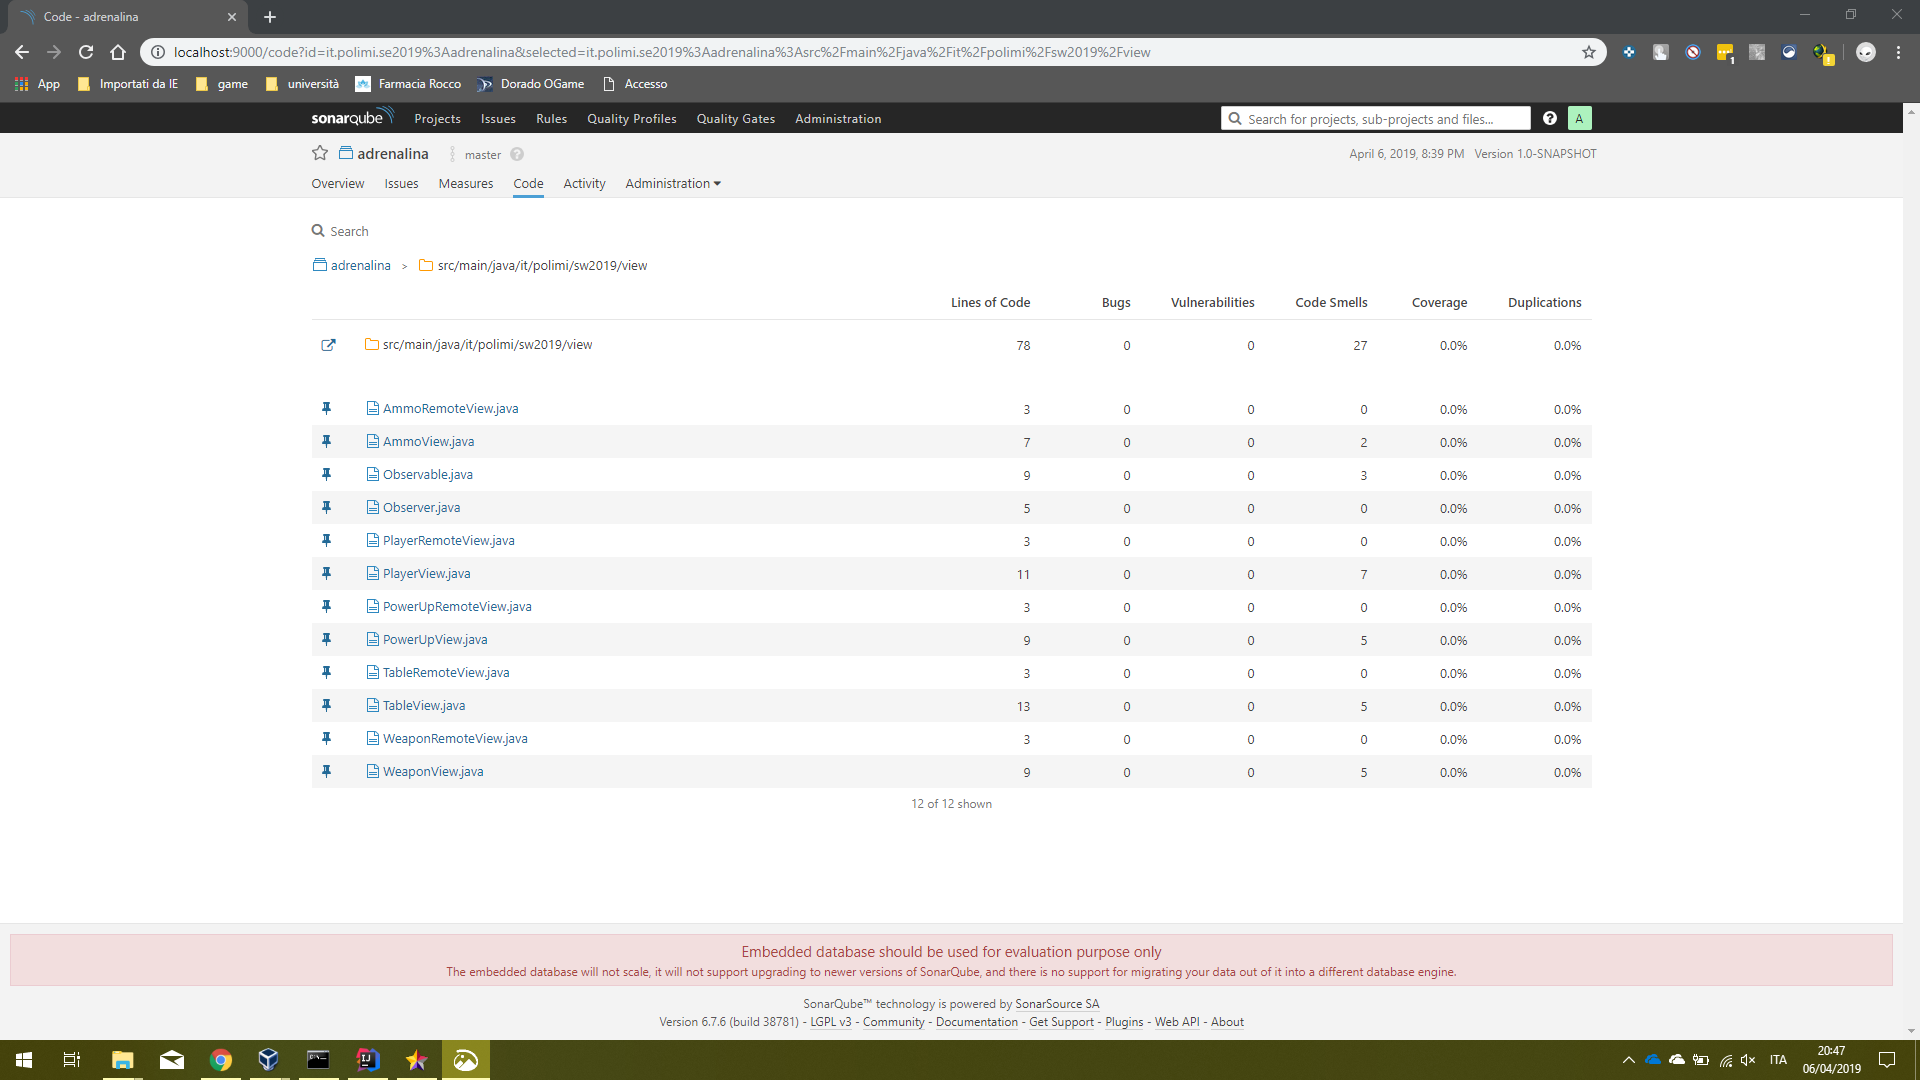 Code - adrenalina
localhost:9000/code?id=it.polimi.se2019%3Aadrenalina&selected=it.polimi.se2019%3Aadrenalina%3Asrc%2Fmain%2Fjava%2Fit%2Fpolimi%2Fsw2019%2Fview
App Importati da IE game università Farmacia Rocco Dorado OGame Accesso
sonarqube Projects Issues Rules Quality Profiles Quality Gates Administration Search for projects, sub-projects and files... A
adrenalina master April 6, 2019, 8:39 PM Version 1.0-SNAPSHOT
Overview Issues Measures Code Activity Administration
Search
adrenalina > src/main/java/it/polimi/sw2019/view
Lines of Code Bugs Vulnerabilities Code Smells Coverage Duplications
src/main/java/it/polimi/sw2019/view 78 0 0 27 0.0% 0.0%
AmmoRemoteView.java 3 0 0 0 0.0% 0.0%
AmmoView.java 7 0 0 2 0.0% 0.0%
Observable.java 9 0 0 3 0.0% 0.0%
Observer.java 5 0 0 0 0.0% 0.0%
PlayerRemoteView.java 3 0 0 0 0.0% 0.0%
PlayerView.java 11 0 0 7 0.0% 0.0%
PowerUpRemoteView.java 3 0 0 0 0.0% 0.0%
PowerUpView.java 9 0 0 5 0.0% 0.0%
TableRemoteView.java 3 0 0 0 0.0% 0.0%
TableView.java 13 0 0 5 0.0% 0.0%
WeaponRemoteView.java 3 0 0 0 0.0% 0.0%
WeaponView.java 9 0 0 5 0.0% 0.0%
12 of 12 shown
Embedded database should be used for evaluation purpose only
The embedded database will not scale, it will not support upgrading to newer versions of SonarQube, and there is no support for migrating your data out of it into a different database engine.
SonarQube™ technology is powered by SonarSource SA
Version 6.7.6 (build 38781) - LGPL v3 - Community - Documentation - Get Support - Plugins - Web API - About
ITA 20:47
06/04/2019